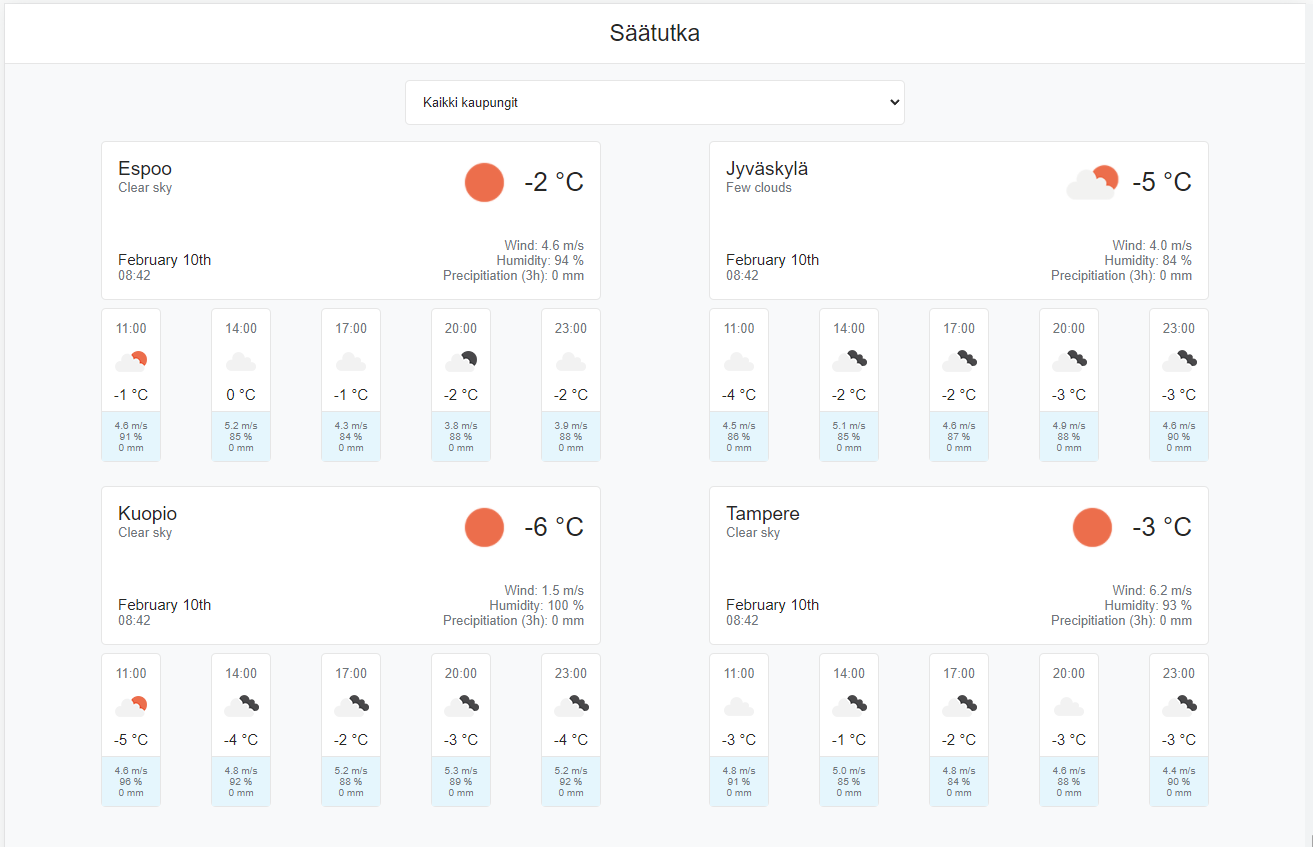 Säätutka
Kaikki kaupungit
Espoo
Clear sky
-2 °C
February 10th
08:42
Wind: 4.6 m/s
Humidity: 94 %
Precipitiation (3h): 0 mm
11:00
-1 °C
4.6 m/s
91 %
0 mm
14:00
0 °C
5.2 m/s
85 %
0 mm
17:00
-1 °C
4.3 m/s
84 %
0 mm
20:00
-2 °C
3.8 m/s
88 %
0 mm
23:00
-2 °C
3.9 m/s
88 %
0 mm
Jyväskylä
Few clouds
-5 °C
February 10th
08:42
Wind: 4.0 m/s
Humidity: 84 %
Precipitiation (3h): 0 mm
11:00
-4 °C
4.5 m/s
86 %
0 mm
14:00
-2 °C
5.1 m/s
85 %
0 mm
17:00
-2 °C
4.6 m/s
87 %
0 mm
20:00
-3 °C
4.9 m/s
88 %
0 mm
23:00
-3 °C
4.6 m/s
90 %
0 mm
Kuopio
Clear sky
-6 °C
February 10th
08:42
Wind: 1.5 m/s
Humidity: 100 %
Precipitiation (3h): 0 mm
11:00
-5 °C
4.6 m/s
96 %
0 mm
14:00
-4 °C
4.8 m/s
92 %
0 mm
17:00
-2 °C
5.2 m/s
88 %
0 mm
20:00
-3 °C
5.3 m/s
89 %
0 mm
23:00
-4 °C
5.2 m/s
92 %
0 mm
Tampere
Clear sky
-3 °C
February 10th
08:42
Wind: 6.2 m/s
Humidity: 93 %
Precipitiation (3h): 0 mm
11:00
-3 °C
4.8 m/s
91 %
0 mm
14:00
-1 °C
5.0 m/s
85 %
0 mm
17:00
-2 °C
4.8 m/s
84 %
0 mm
20:00
-3 °C
4.6 m/s
88 %
0 mm
23:00
-3 °C
4.4 m/s
90 %
0 mm